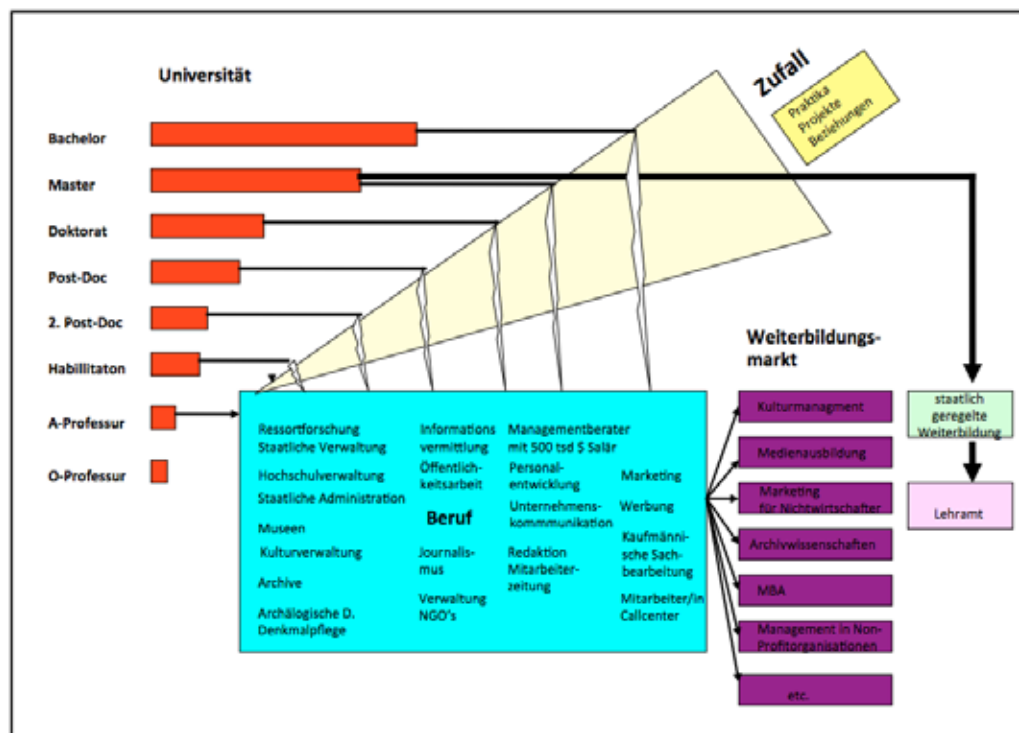 Universität
Bachelor
Master
Doktorat
Post-Doc
2. Post-Doc
Habillitaton
A-Professur
O-Professur
Zufall
Praktika
Projekte
Beziehungen
Ressortforschung
Staatliche Verwaltung
Hochschulverwaltung
Staatliche Administration
Museen
Kulturverwaltung
Archive
Archälogische D.
Denkmalpflege
Informations
vermittlung
Öffentlich-
keitsarbeit
Beruf
Journalis-
mus
Verwaltung
NGO's
Managementberater
mit 500 tsd $ Salär
Personal-
entwicklung
Unternehmens-
kommmunikation
Redaktion
Mitarbeiter-
zeitung
Marketing
Werbung
Kaufmänni-
sche Sach-
bearbeitung
Mitarbeiter/in
Callcenter
Weiterbildungs-
markt
Kulturmanagment
Medienausbildung
Marketing
für Nichtwirtschafter
Archivwissenschaften
MBA
Management in Non-
Profitorganisationen
etc.
staatlich
geregelte
Weiterbildung
Lehramt